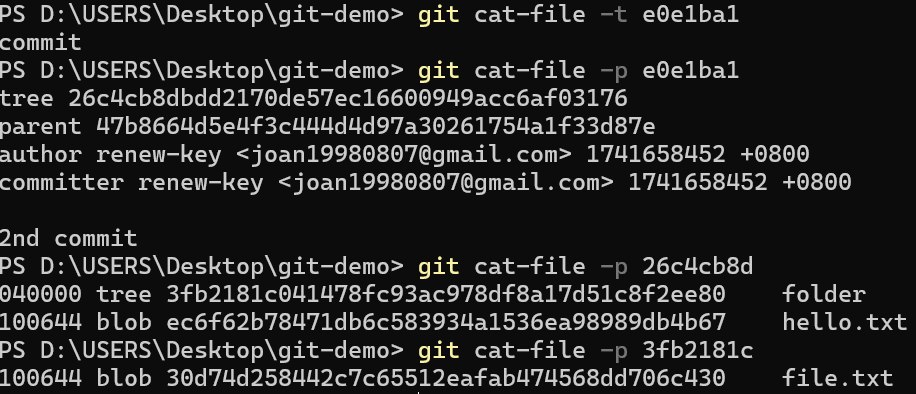 PS D:\USERS\Desktop\git-demo> git cat-file -t e0e1ba1
commit
PS D:\USERS\Desktop\git-demo> git cat-file -p e0e1ba1
tree 26c4cb8dbdd2170de57ec16600949acc6af03176
parent 47b8664d5e4f3c444d4d97a30261754a1f33d87e
author renew-key <joan19980807@gmail.com> 1741658452 +0800
committer renew-key <joan19980807@gmail.com> 1741658452 +0800

2nd commit
PS D:\USERS\Desktop\git-demo> git cat-file -p 26c4cb8d
040000 tree 3fb2181c041478fc93ac978df8a17d51c8f2ee80    folder
100644 blob ec6f62b78471db6c583934a1536ea98989db4b67    hello.txt
PS D:\USERS\Desktop\git-demo> git cat-file -p 3fb2181c
100644 blob 30d74d258442c7c65512eafab474568dd706c430    file.txt